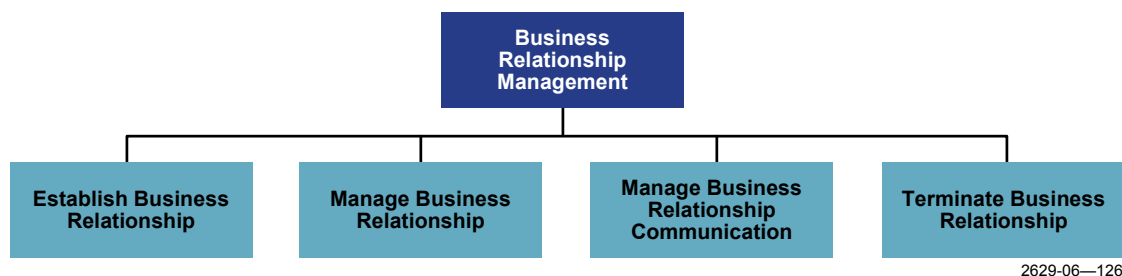 Business
Relationship
Management
Establish Business
Relationship
Manage Business
Relationship
Manage Business
Relationship
Communication
Terminate Business
Relationship
2629-06—126